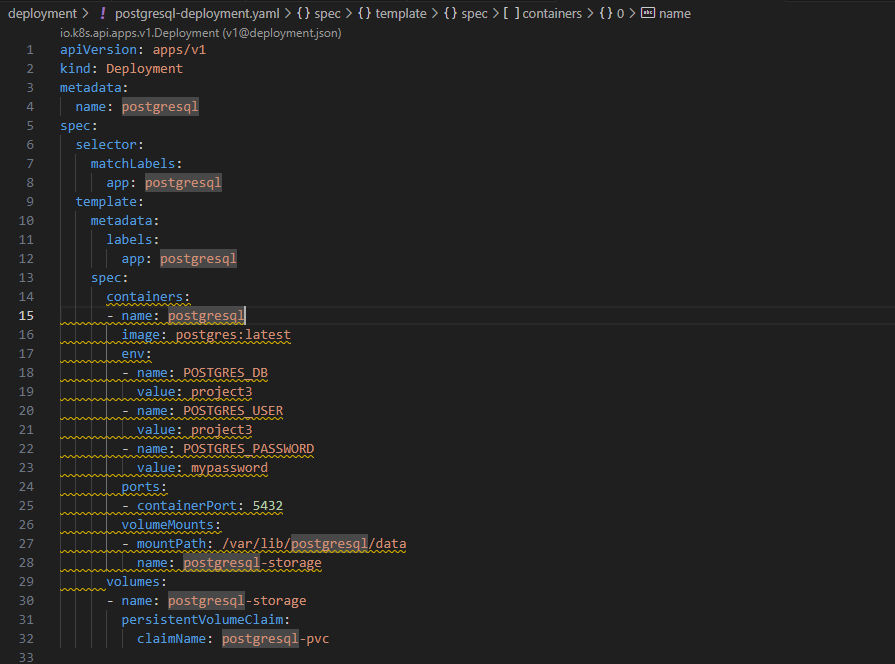 deployment > ! postgresql-deployment.yaml > {} spec > {} template > {} spec > [ ] containers > {} 0 > abc name
io.k8s.api.apps.v1.Deployment (v1@deployment.json)
1 apiVersion: apps/v1
2 kind: Deployment
3 metadata:
4   name: postgresql
5 spec:
6   selector:
7     matchLabels:
8       app: postgresql
9   template:
10     metadata:
11       labels:
12         app: postgresql
13     spec:
14       containers:
15       - name: postgresql
16         image: postgres:latest
17         env:
18         - name: POSTGRES_DB
19           value: project3
20         - name: POSTGRES_USER
21           value: project3
22         - name: POSTGRES_PASSWORD
23           value: mypassword
24         ports:
25         - containerPort: 5432
26         volumeMounts:
27         - mountPath: /var/lib/postgresql/data
28           name: postgresql-storage
29       volumes:
30       - name: postgresql-storage
31         persistentVolumeClaim:
32           claimName: postgresql-pvc
33